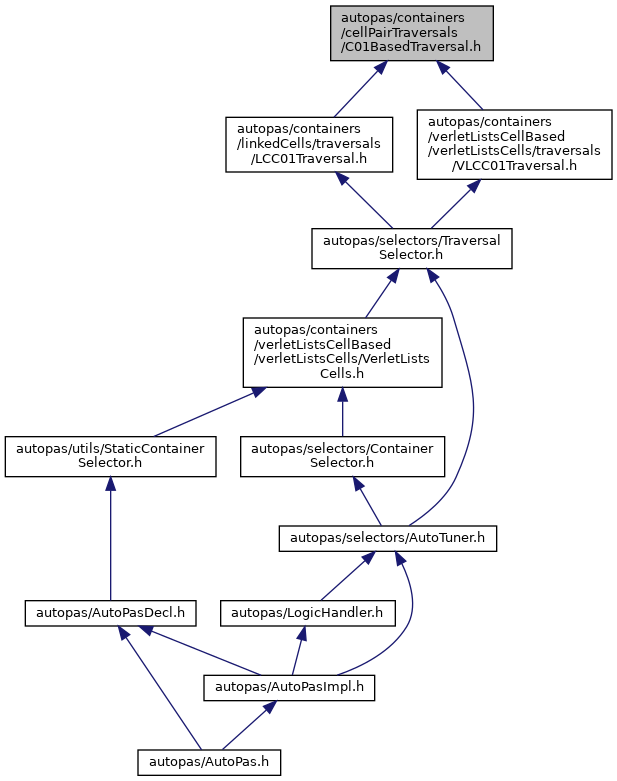 autopas/containers
/cellPairTraversals
/C01BasedTraversal.h
autopas/containers
/linkedCells/traversals
/LCC01Traversal.h
autopas/containers
/verletListsCellBased
/verletListsCells/traversals
/VLCC01Traversal.h
autopas/selectors/Traversal
Selector.h
autopas/containers
/verletListsCellBased
/verletListsCells/VerletLists
Cells.h
autopas/utils/StaticContainer
Selector.h
autopas/selectors/Container
Selector.h
autopas/selectors/AutoTuner.h
autopas/AutoPasDecl.h
autopas/LogicHandler.h
autopas/AutoPasImpl.h
autopas/AutoPas.h